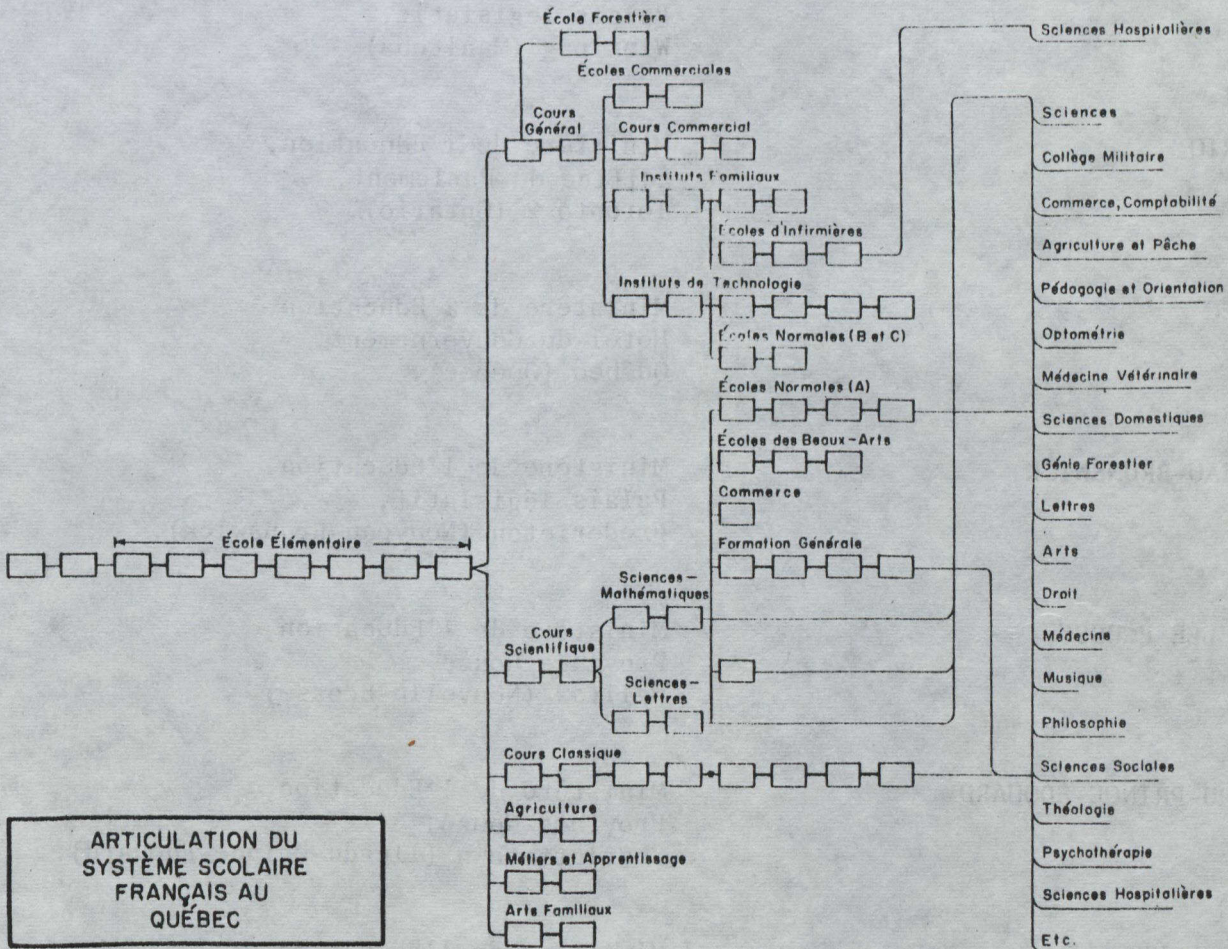 École Forestière
Écoles Commerciales
Cours
Général
Cours Commercial
Instituts Familiaux
Écoles d'Infirmières
Instituts de Technologie
Écoles Normales (B et C)
Écoles Normales (A)
Écoles des Beaux-Arts
Commerce
École Élémentaire
Formation Générale
Sciences-
Mathématiques
Cours
Scientifique
Sciences-
Lettres
Cours Classique
Agriculture
Métiers et Apprentissage
Arts Familiaux
Sciences Hospitalières
Sciences
Collège Militaire
Commerce, Comptabilité
Agriculture et Pêche
Pédagogie et Orientation
Optométrie
Médecine Vétérinaire
Sciences Domestiques
Génie Forestier
Lettres
Arts
Droit
Médecine
Musique
Philosophie
Sciences Sociales
Théologie
Psychothérapie
Sciences Hospitalières
Etc.
ARTICULATION DU
SYSTÈME SCOLAIRE
FRANÇAIS AU
QUÉBEC